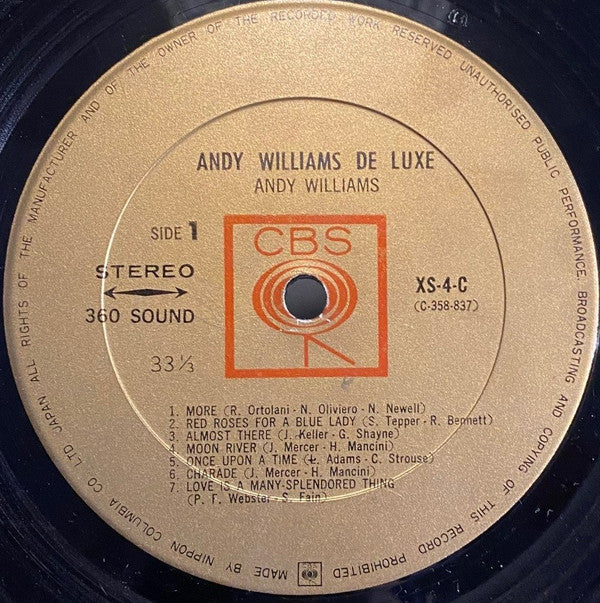 ALL RIGHTS OF THE MANUFACTURER AND OF THE OWNER OF THE RECORDED WORK RESERVED UNAUTHORISED PUBLIC PERFORMANCE, BROADCASTING AND COPYING OF THIS RECORD PROHIBITED
MADE BY NIPPON COLUMBIA CO LTD JAPAN
ANDY WILLIAMS DE LUXE
ANDY WILLIAMS
SIDE 1
CBS
STEREO
360 SOUND
XS-4-C
(C-358-837)
33⅓
1. MORE (R. Ortolani - N. Oliviero - N. Newell)
2. RED ROSES FOR A BLUE LADY (S. Tepper - R. Bennett)
3. ALMOST THERE (J. Keller - G. Shayne)
4. MOON RIVER (J. Mercer - H. Mancini)
5. ONCE UPON A TIME (L. Adams - C. Strouse)
6. CHARADE (J. Mercer - H. Mancini)
7. LOVE IS A MANY-SPLENDORED THING
(P. F. Webster - S. Fain)